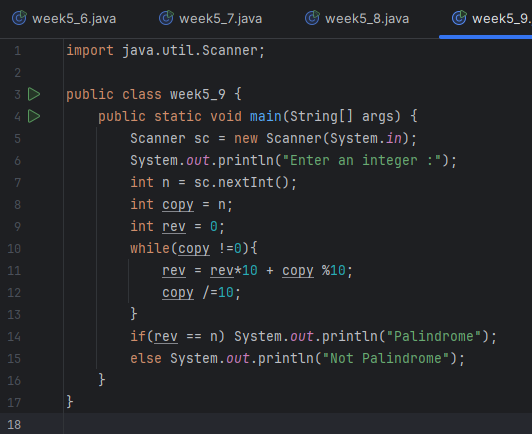 week5_6.java week5_7.java week5_8.java week5_9.
1 import java.util.Scanner;
2
3 public class week5_9 {
4 public static void main(String[] args) {
5 Scanner sc = new Scanner(System.in);
6 System.out.println("Enter an integer :");
7 int n = sc.nextInt();
8 int copy = n;
9 int rev = 0;
10 while(copy !=0){
11 rev = rev*10 + copy %10;
12 copy /=10;
13 }
14 if(rev == n) System.out.println("Palindrome");
15 else System.out.println("Not Palindrome");
16 }
17 }
18